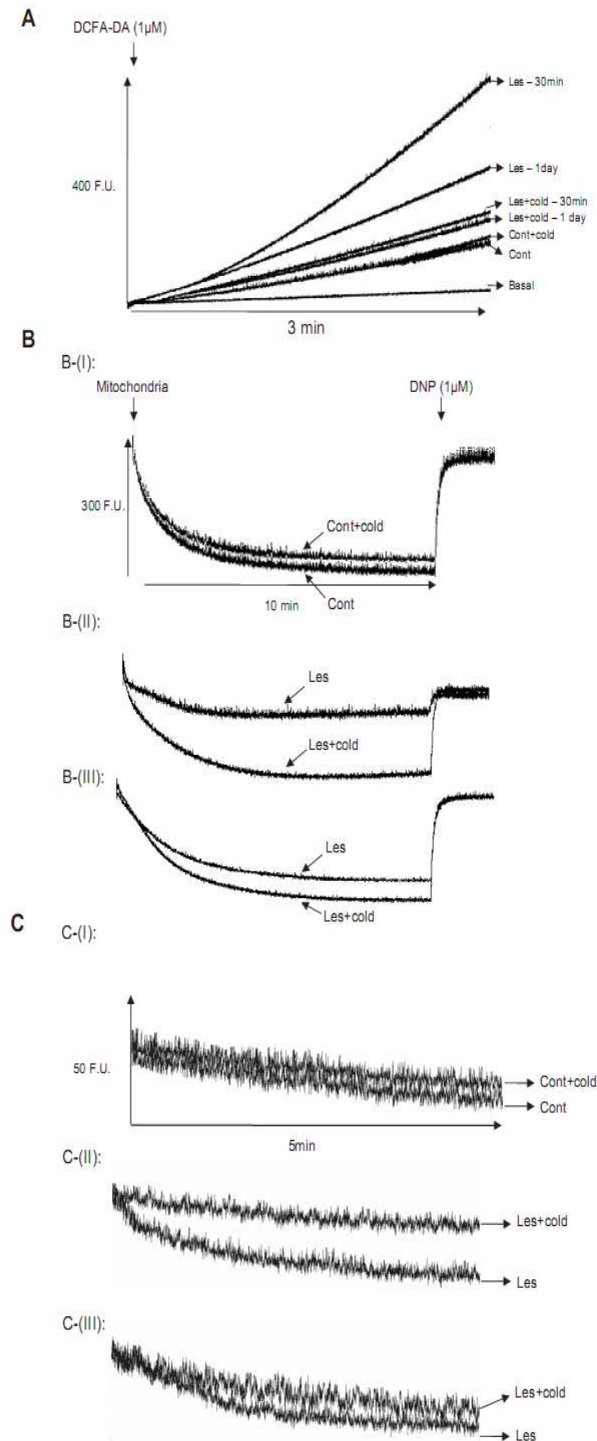 A
DCFA-DA (1µM)
400 F.U.
Les – 30min
Les – 1day
Les+cold – 30min
Les+cold – 1 day
Cont+cold
Cont
Basal
3 min
B
B-(I):
Mitochondria
DNP (1µM)
300 F.U.
Cont+cold
Cont
10 min
B-(II):
Les
Les+cold
B-(III):
Les
Les+cold
C
C-(I):
50 F.U.
Cont+cold
Cont
5min
C-(II):
Les+cold
Les
C-(III):
Les+cold
Les